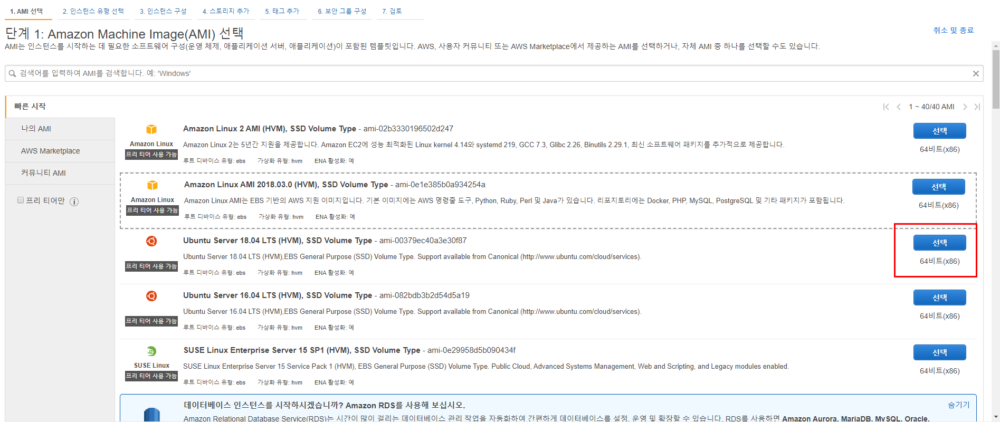 1. AMI 선택 2. 인스턴스 유형 선택 3. 인스턴스 구성 4. 스토리지 추가 5. 태그 추가 6. 보안 그룹 구성 7. 검토
단계 1: Amazon Machine Image(AMI) 선택
취소 및 종료
AMI는 인스턴스를 시작하는 데 필요한 소프트웨어 구성(운영 체제, 애플리케이션 서버, 애플리케이션)이 포함된 템플릿입니다. AWS, 사용자 커뮤니티 또는 AWS Marketplace에서 제공하는 AMI를 선택하거나, 자체 AMI 중 하나를 선택할 수도 있습니다.
검색어를 입력하여 AMI를 검색합니다. 예: 'Windows'
빠른 시작
1 ~ 40/40 AMI
나의 AMI
AWS Marketplace
커뮤니티 AMI
프리 티어만
Amazon Linux
프리 티어 사용 가능
Amazon Linux 2 AMI (HVM), SSD Volume Type - ami-02b3330196502d247
Amazon Linux 2는 5년간 지원을 제공합니다. Amazon EC2에 성능 최적화된 Linux kernel 4.14와 systemd 219, GCC 7.3, Glibc 2.26, Binutils 2.29.1, 최신 소프트웨어 패키지를 추가적으로 제공합니다.
루트 디바이스 유형: ebs 가상화 유형: hvm ENA 활성화: 예
선택
64비트(x86)
Amazon Linux
프리 티어 사용 가능
Amazon Linux AMI 2018.03.0 (HVM), SSD Volume Type - ami-0e1e385b0a934254a
Amazon Linux AMI는 EBS 기반의 AWS 지원 이미지입니다. 기본 이미지에는 AWS 명령줄 도구, Python, Ruby, Perl 및 Java가 있습니다. 리포지토리에는 Docker, PHP, MySQL, PostgreSQL 및 기타 패키지가 포함됩니다.
루트 디바이스 유형: ebs 가상화 유형: hvm ENA 활성화: 예
선택
64비트(x86)
프리 티어 사용 가능
Ubuntu Server 18.04 LTS (HVM), SSD Volume Type - ami-00379ec40a3e30f87
Ubuntu Server 18.04 LTS (HVM),EBS General Purpose (SSD) Volume Type. Support available from Canonical (http://www.ubuntu.com/cloud/services).
루트 디바이스 유형: ebs 가상화 유형: hvm ENA 활성화: 예
선택
64비트(x86)
프리 티어 사용 가능
Ubuntu Server 16.04 LTS (HVM), SSD Volume Type - ami-082bdb3b2d54d5a19
Ubuntu Server 16.04 LTS (HVM),EBS General Purpose (SSD) Volume Type. Support available from Canonical (http://www.ubuntu.com/cloud/services).
루트 디바이스 유형: ebs 가상화 유형: hvm ENA 활성화: 예
선택
64비트(x86)
SUSE Linux
프리 티어 사용 가능
SUSE Linux Enterprise Server 15 SP1 (HVM), SSD Volume Type - ami-0e29958d5b090434f
SUSE Linux Enterprise Server 15 Service Pack 1 (HVM), EBS General Purpose (SSD) Volume Type. Public Cloud, Advanced Systems Management, Web and Scripting, and Legacy modules enabled.
루트 디바이스 유형: ebs 가상화 유형: hvm ENA 활성화: 예
선택
64비트(x86)
데이터베이스 인스턴스를 시작하시겠습니까? Amazon RDS를 사용해 보십시오.
숨기기
Amazon Relational Database Service(RDS)는 시간이 많이 걸리는 데이터베이스 관리 작업을 자동화하여 간편하게 데이터베이스를 설정, 운영 및 확장할 수 있습니다. RDS를 사용하면 Amazon Aurora, MariaDB, MySQL, Oracle,